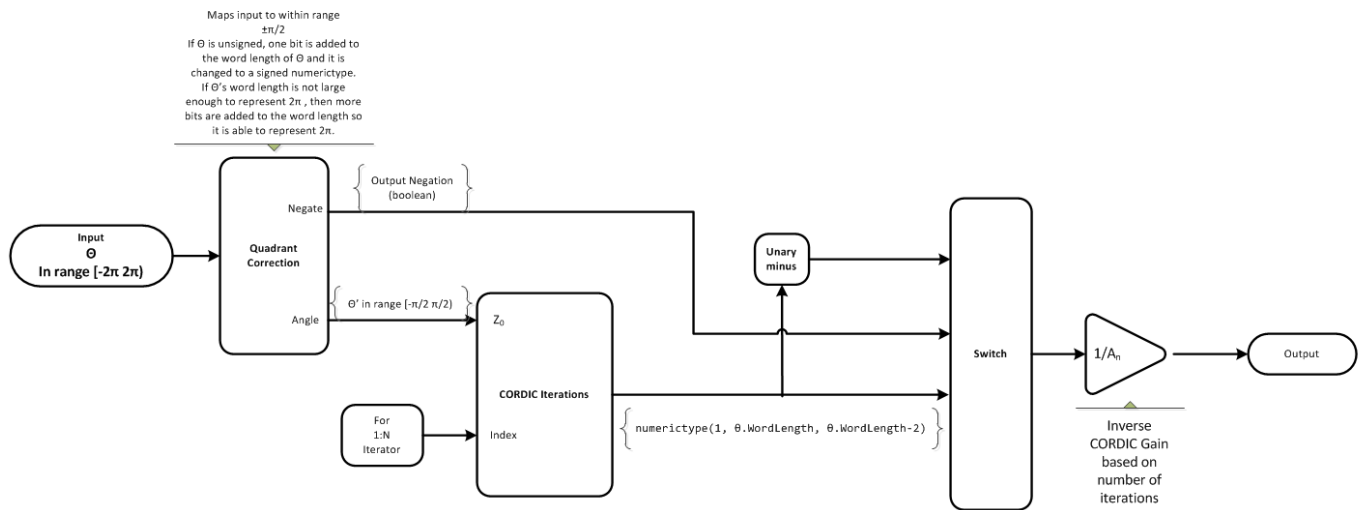 Maps input to within range
±π/2
If Θ is unsigned, one bit is added to
the word length of Θ and it is
changed to a signed numerictype.
If Θ's word length is not large
enough to represent 2π , then more
bits are added to the word length so
it is able to represent 2π.
Output Negation
(boolean)
Negate
Input
Θ
In range [-2π 2π)
Quadrant
Correction
Unary
minus
Θ' in range [-π/2 π/2)
Angle
Z0
Switch
1/An
Output
CORDIC Iterations
For
1:N
Iterator
Index
numerictype(1, θ.WordLength, θ.WordLength-2)
Inverse
CORDIC Gain
based on
number of
iterations